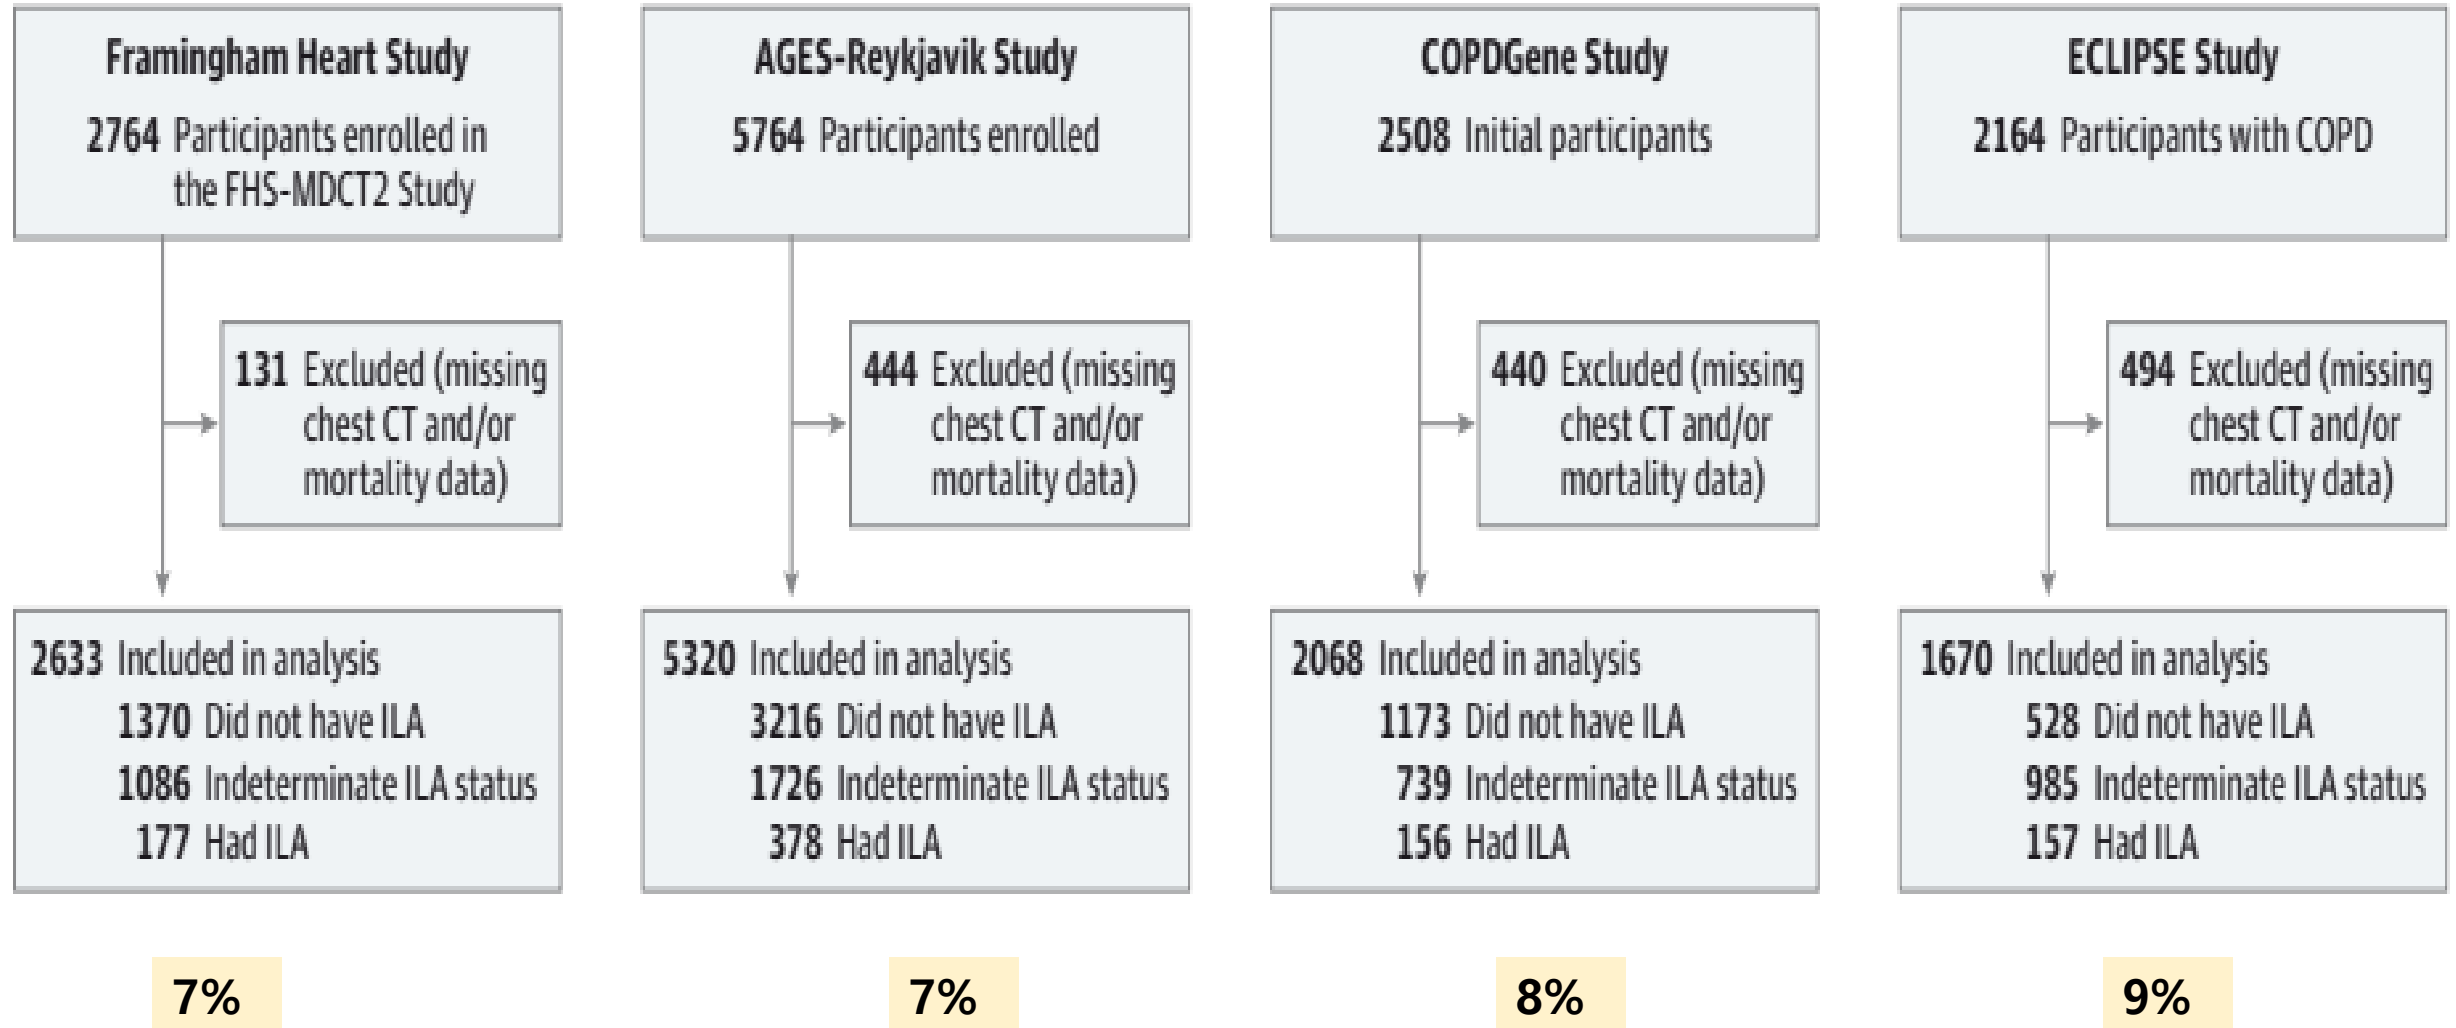 Framingham Heart Study
2764 Participants enrolled in
the FHS-MDCT2 Study
131 Excluded (missing
chest CT and/or
mortality data)
2633 Included in analysis
1370 Did not have ILA
1086 Indeterminate ILA status
177 Had ILA
7%
AGES-Reykjavik Study
5764 Participants enrolled
444 Excluded (missing
chest CT and/or
mortality data)
5320 Included in analysis
3216 Did not have ILA
1726 Indeterminate ILA status
378 Had ILA
7%
COPDGene Study
2508 Initial participants
440 Excluded (missing
chest CT and/or
mortality data)
2068 Included in analysis
1173 Did not have ILA
739 Indeterminate ILA status
156 Had ILA
8%
ECLIPSE Study
2164 Participants with COPD
494 Excluded (missing
chest CT and/or
mortality data)
1670 Included in analysis
528 Did not have ILA
985 Indeterminate ILA status
157 Had ILA
9%